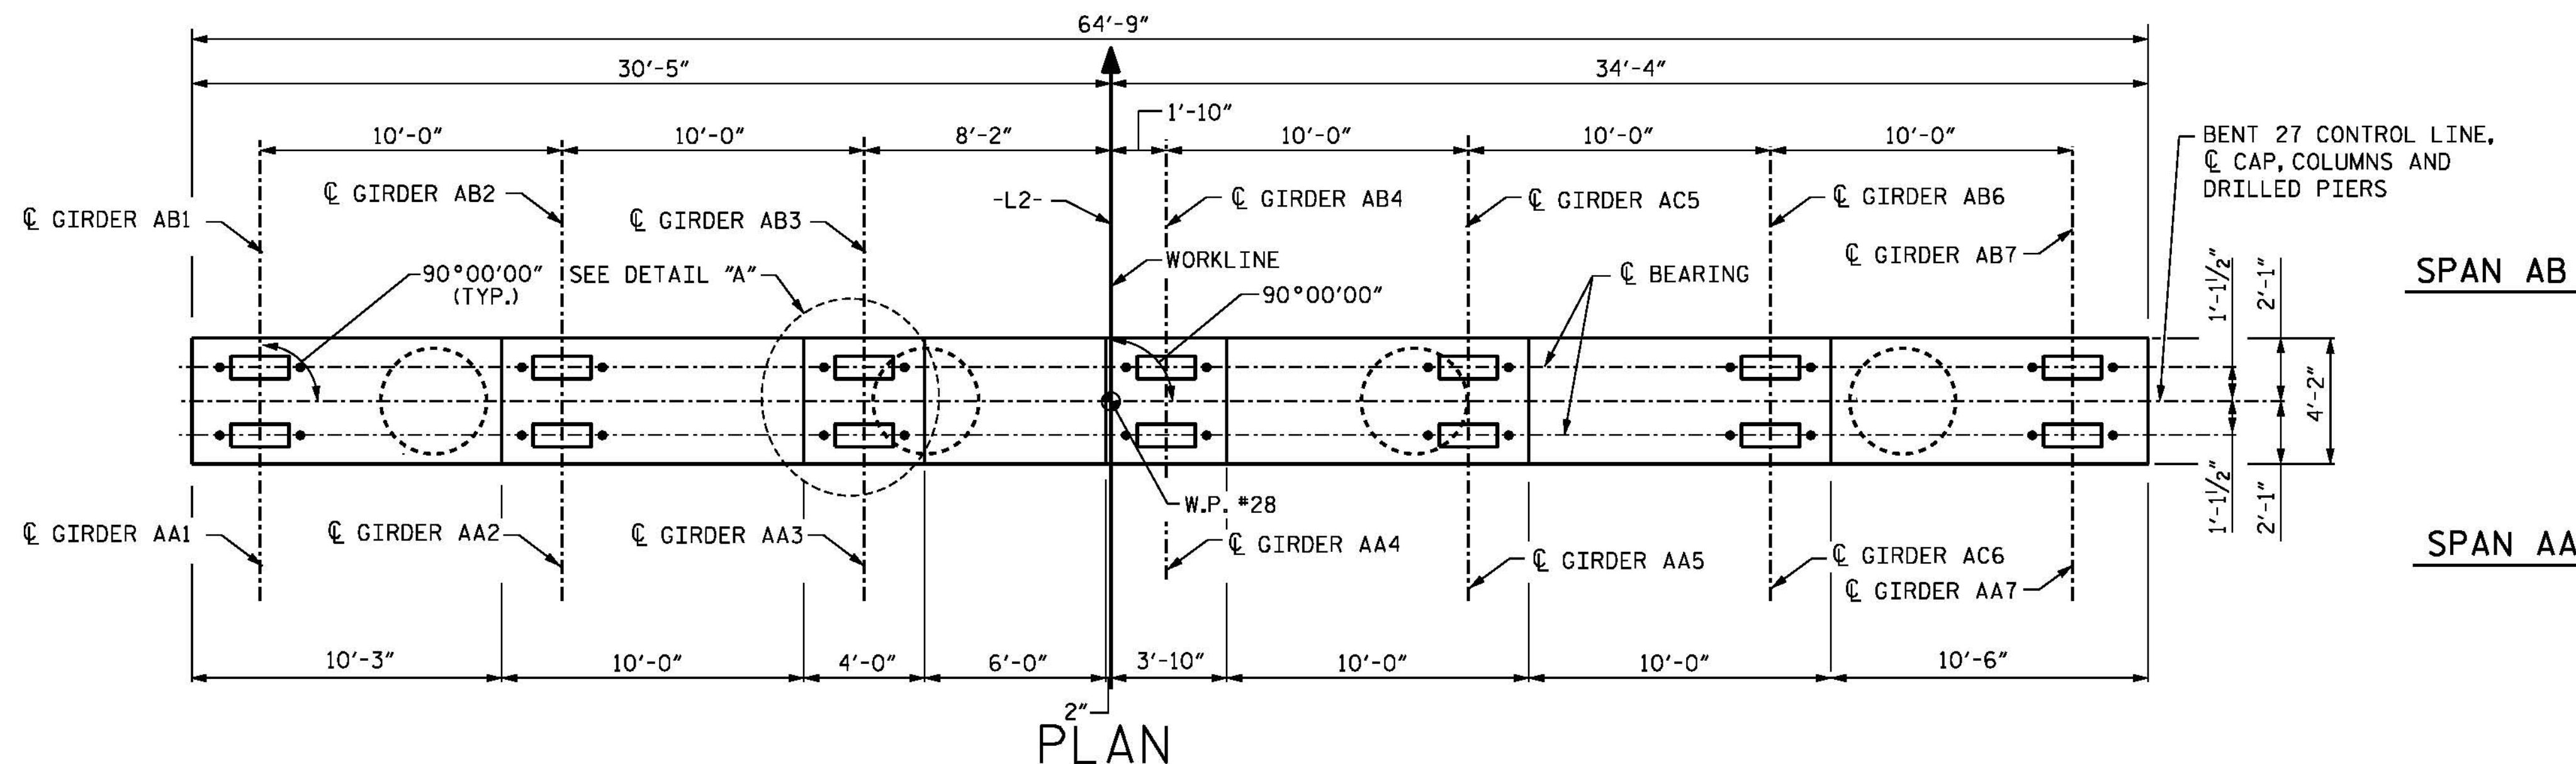 64'-9"
30'-5"
34'-4"
1'-10"
10'-0"
10'-0"
8'-2"
10'-0"
10'-0"
10'-0"
BENT 27 CONTROL LINE,
℄ CAP, COLUMNS AND
DRILLED PIERS
℄ GIRDER AB1
℄ GIRDER AB2
℄ GIRDER AB3
-L2-
℄ GIRDER AB4
℄ GIRDER AC5
℄ GIRDER AB6
℄ GIRDER AB7
90°00'00"
(TYP.)
SEE DETAIL "A"
WORKLINE
90°00'00"
℄ BEARING
1'-1½"
2'-1"
SPAN AB
4'-2"
1'-1½"
2'-1"
W.P. #28
℄ GIRDER AA1
℄ GIRDER AA2
℄ GIRDER AA3
℄ GIRDER AA4
℄ GIRDER AA5
℄ GIRDER AC6
℄ GIRDER AA7
SPAN AA
10'-3"
10'-0"
4'-0"
6'-0"
3'-10"
10'-0"
10'-0"
10'-6"
2"
PLAN